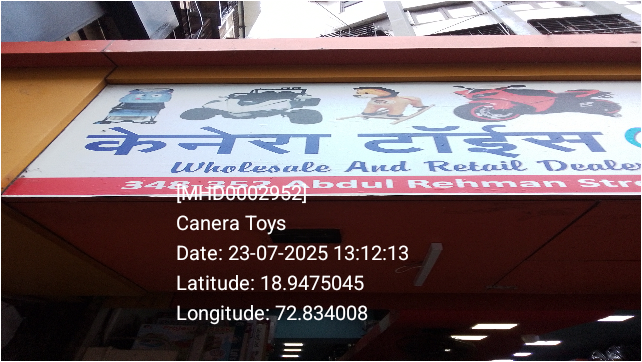 केनेरा टॉईस
Wholesale And Retail Dealer
Abdul Rehman
[MHD0002952]
Canera Toys
Date: 23-07-2025 13:12:13
Latitude: 18.9475045
Longitude: 72.834008